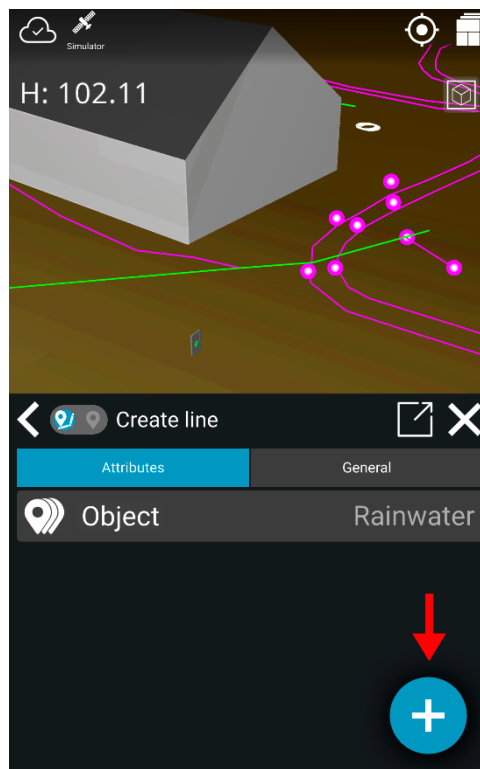 Simulator
H: 102.11
Create line
Attributes
General
Object
Rainwater